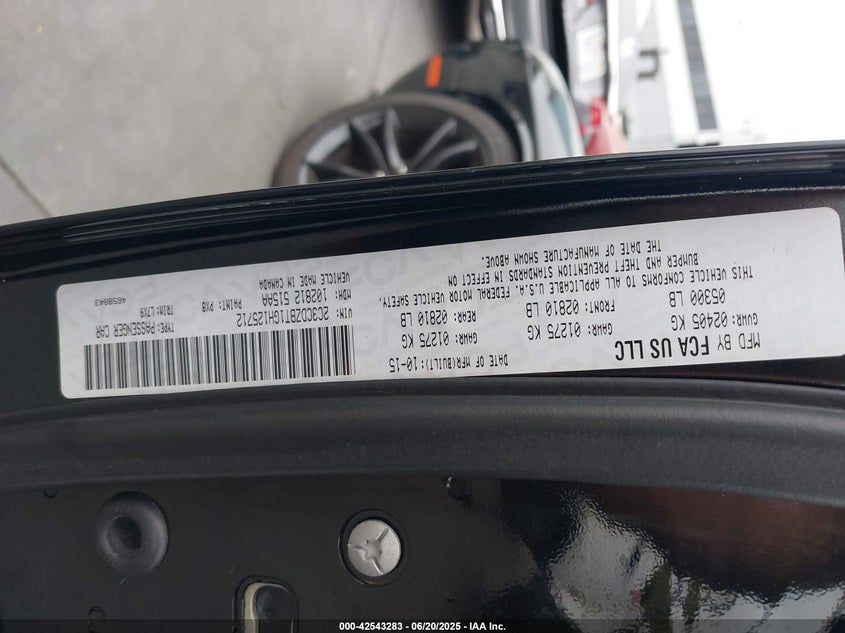 MFD BY FCA US LLC
DATE OF MFR(BUILT): 10-15
GVWR: 02405 KG
05300 LB
GAWR: 01275 KG
FRONT: 02810 LB
GAWR: 01275 KG
REAR: 02810 LB
THIS VEHICLE CONFORMS TO ALL APPLICABLE U.S.A. FEDERAL MOTOR VEHICLE SAFETY,
BUMPER AND THEFT PREVENTION STANDARDS IN EFFECT ON
THE DATE OF MANUFACTURE SHOWN ABOVE.
VIN: 2C3CDZBT1GH125712
TYPE: PASSENGER CAR
MDH: 102812 515AA
PAINT: PX8
TRIM: L7X9
VEHICLE MADE IN CANADA
4658843
000-42543283 - 06/20/2025 - IAA Inc.